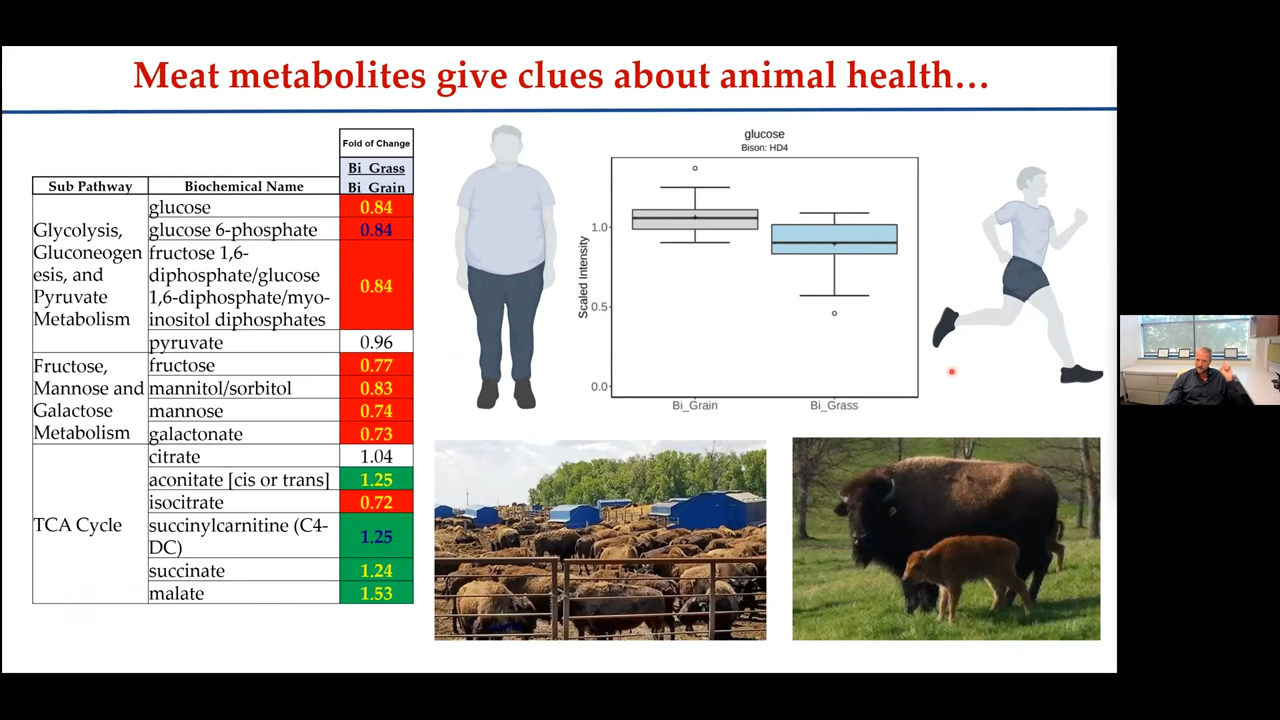 Meat metabolites give clues about animal health…
Fold of Change
Bi_Grass
Bi_Grain
Sub Pathway
Biochemical Name
Glycolysis,
Gluconeogen
esis, and
Pyruvate
Metabolism
glucose
0.84
glucose 6-phosphate
0.84
fructose 1,6-
diphosphate/glucose
1,6-diphosphate/myo-
inositol diphosphates
0.84
pyruvate
0.96
Fructose,
Mannose and
Galactose
Metabolism
fructose
0.77
mannitol/sorbitol
0.83
mannose
0.74
galactonate
0.73
TCA Cycle
citrate
1.04
aconitate [cis or trans]
1.25
isocitrate
0.72
succinylcarnitine (C4-
DC)
1.25
succinate
1.24
malate
1.53
glucose
Bison: HD4
Scaled Intensity
1.0
0.5
0.0
Bi_Grain
Bi_Grass